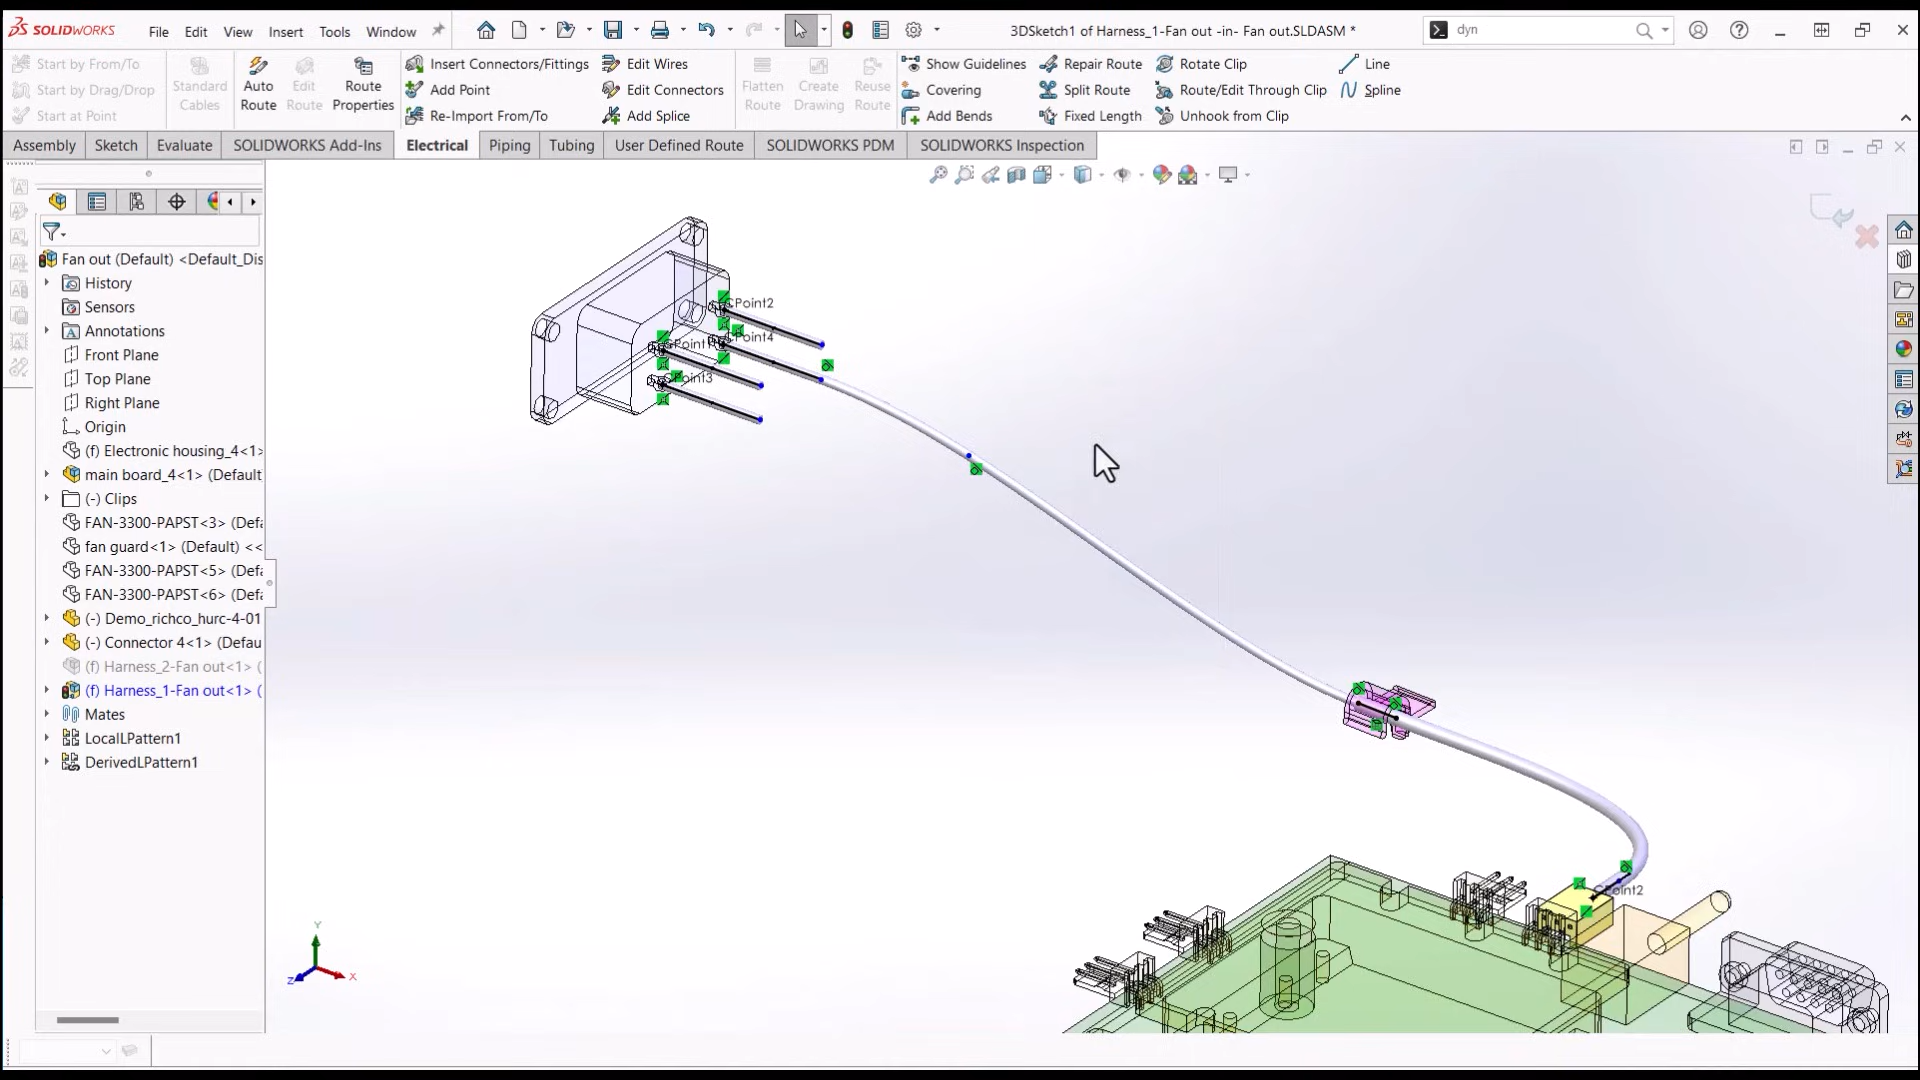 3DS SOLIDWORKS File Edit View Insert Tools Window 3DSketch1 of Harness_1-Fan out -in- Fan out.SLDASM * dyn
Start by From/To
Start by Drag/Drop
Start at Point
Standard Cables
Auto Route
Edit Route
Route Properties
Insert Connectors/Fittings
Add Point
Re-Import From/To
Edit Wires
Edit Connectors
Add Splice
Flatten Route
Create Drawing
Reuse Route
Show Guidelines
Covering
Add Bends
Repair Route
Split Route
Fixed Length
Rotate Clip
Route/Edit Through Clip
Unhook from Clip
Line
Spline
Assembly Sketch Evaluate SOLIDWORKS Add-Ins Electrical Piping Tubing User Defined Route SOLIDWORKS PDM SOLIDWORKS Inspection
Fan out (Default) <Default_Dis
History
Sensors
Annotations
Front Plane
Top Plane
Right Plane
Origin
(f) Electronic housing_4<1>
main board_4<1> (Default
(-) Clips
FAN-3300-PAPST<3> (Defa
fan guard<1> (Default) <<
FAN-3300-PAPST<5> (Defa
FAN-3300-PAPST<6> (Defa
(-) Demo_richco_hurc-4-01
(-) Connector 4<1> (Defau
(f) Harness_2-Fan out<1> (
(f) Harness_1-Fan out<1> (
Mates
LocalLPattern1
DerivedLPattern1
CPoint2
CPoint4
CPoint1
CPoint3
CPoint2
Y
X
Z